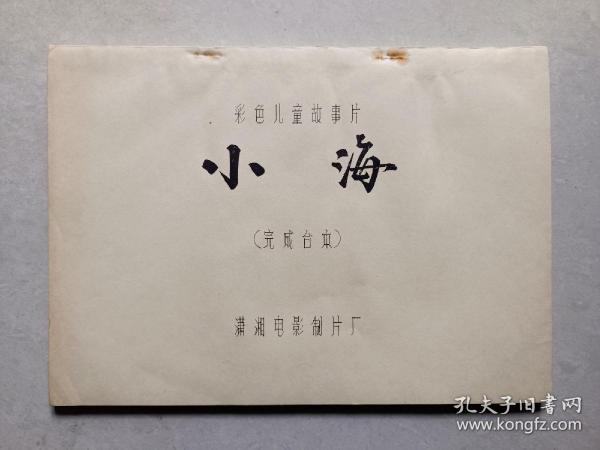 彩色儿童故事片
小海
(完成台本)
潇湘电影制片厂
孔夫子旧书网
www.kongfz.com